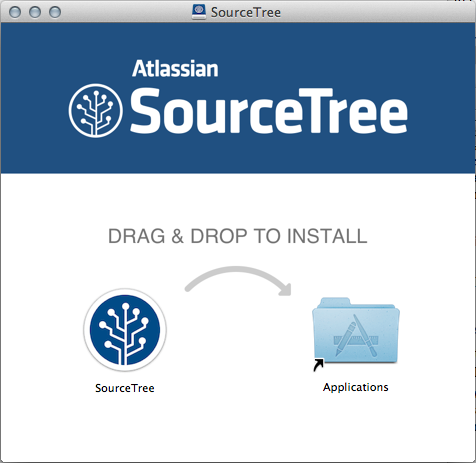 SourceTree
Atlassian
SourceTree
DRAG & DROP TO INSTALL
SourceTree
Applications